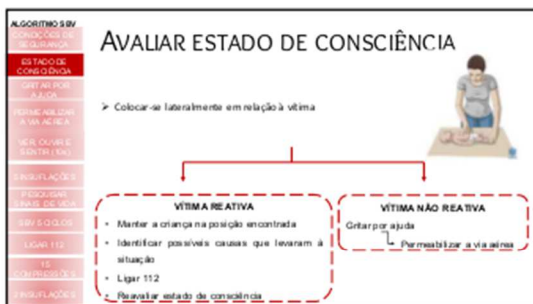 ALGORITMO SBV
CONDIÇÕES DE
SEGURANÇA
ESTADO DE
CONSCIÊNCIA
GRITAR POR
AJUDA
PERMEABILIZAR
A VIA AÉREA
VER, OUVIR E
SENTIR (10s)
5 INSUFLAÇÕES
PESQUISAR
SINAIS DE VIDA
SBV 5 CICLOS
LIGAR 112
15
COMPRESSÕES
2 INSUFLAÇÕES
AVALIAR ESTADO DE CONSCIÊNCIA
➢ Colocar-se lateralmente em relação à vítima
VÍTIMA REATIVA
• Manter a criança na posição encontrada
• Identificar possíveis causas que levaram à
situação
• Ligar 112
• Reavaliar estado de consciência
VÍTIMA NÃO REATIVA
Gritar por ajuda
Permeabilizar a via aérea